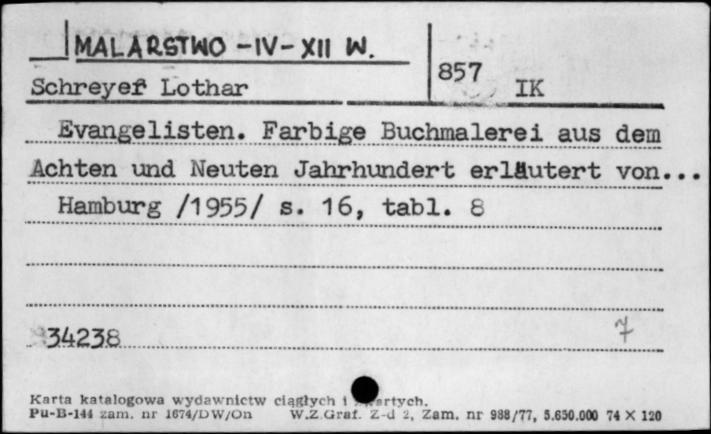 MALARSTWO - IV - XII W.
857
Schreyer Lothar
IK
Evangelisten. Farbige Buchmalerei aus dem
Achten und Neuten Jahrhundert erläutert von...
Hamburg /1955/ s. 16, tabl. 8
34238
7
Karta katalogowa wydawnictw ciągłych i
Pu-B-144 zam. nr 1674/DW/On W.Z.Graf. Z-d 2, Zam. nr 988/77, 5.650.000 74 × 120